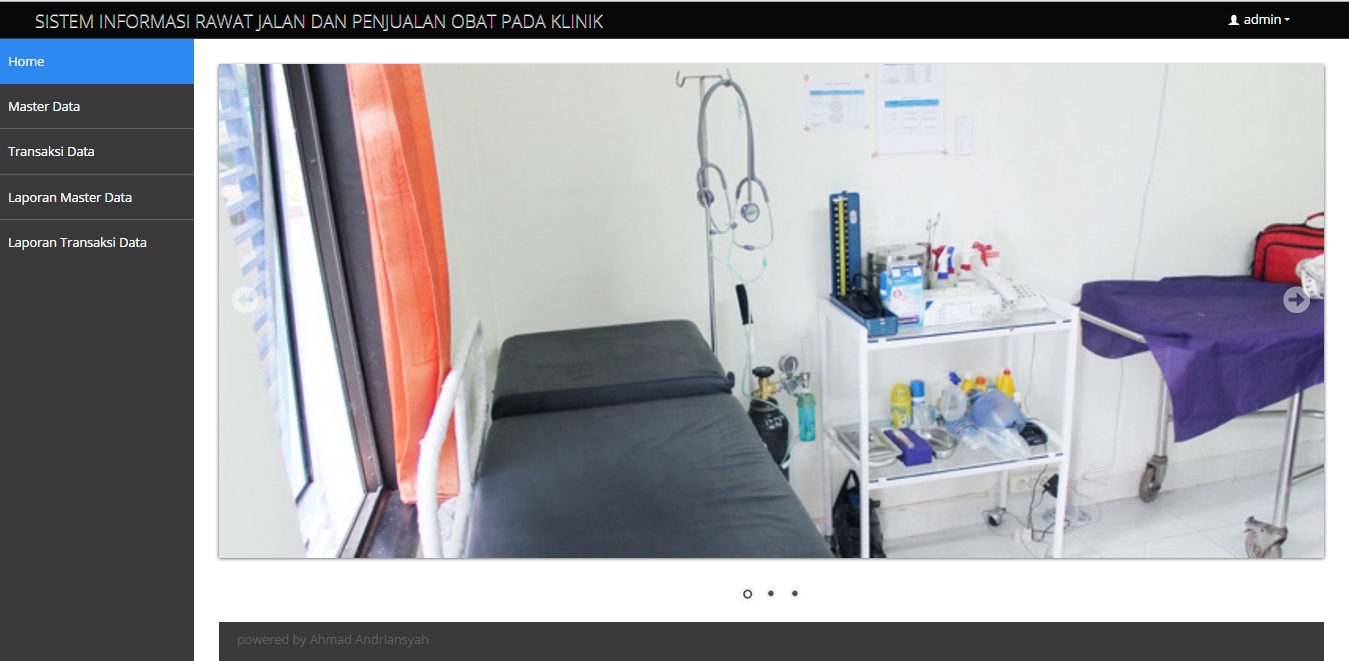 SISTEM INFORMASI RAWAT JALAN DAN PENJUALAN OBAT PADA KLINIK
admin
Home
Master Data
Transaksi Data
Laporan Master Data
Laporan Transaksi Data
powered by Ahmad Andriansyah